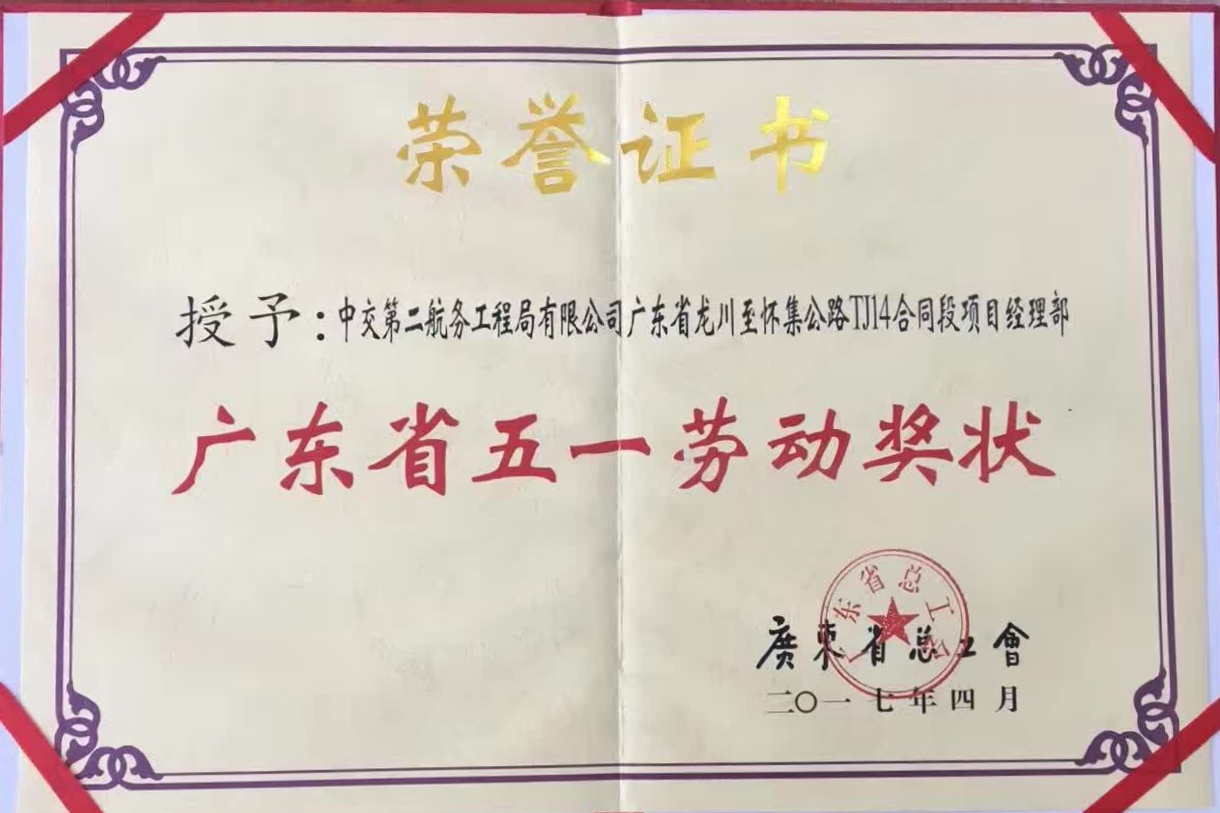 荣誉证书
授予:中交第二航务工程局有限公司广东省龙川至怀集公路TJ14合同段项目经理部
广东省五一劳动奖状
广东省总工会
廣東省总工會
二〇一七年四月